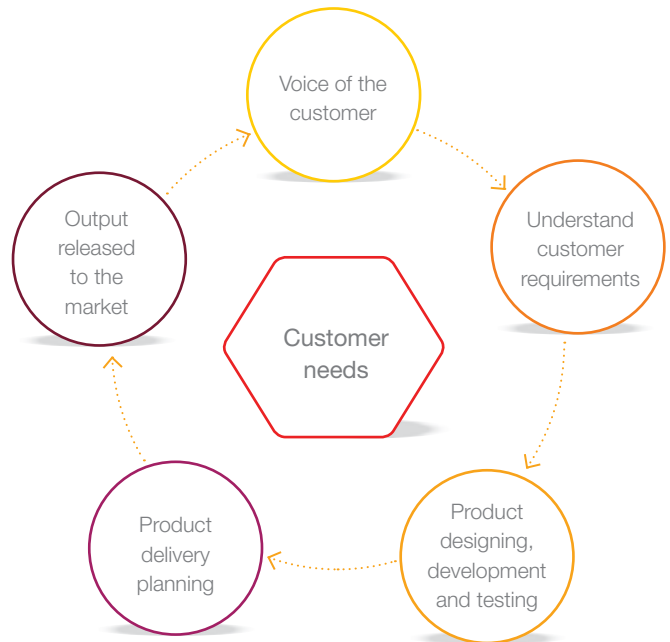 Voice of the
customer
Understand
customer
requirements
Product
designing,
development
and testing
Product
delivery
planning
Output
released
to the
market
Customer
needs